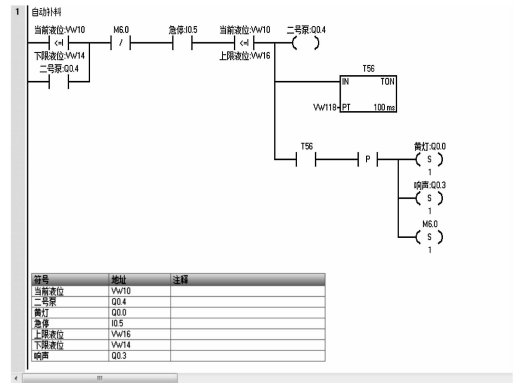 1 自动补料
当前液位:VW10 M6.0 急停:I0.5 当前液位:VW10 二号泵:Q0.4
<=I / <=I
下限液位:VW14 上限液位:VW16
二号泵:Q0.4
T56
IN TON
VW118 PT 100 ms
T56 P 黄灯:Q0.0
S
1
响声:Q0.3
S
1
M6.0
S
1
符号 地址 注释
当前液位 VW10
二号泵 Q0.4
黄灯 Q0.0
急停 I0.5
上限液位 VW16
下限液位 VW14
响声 Q0.3